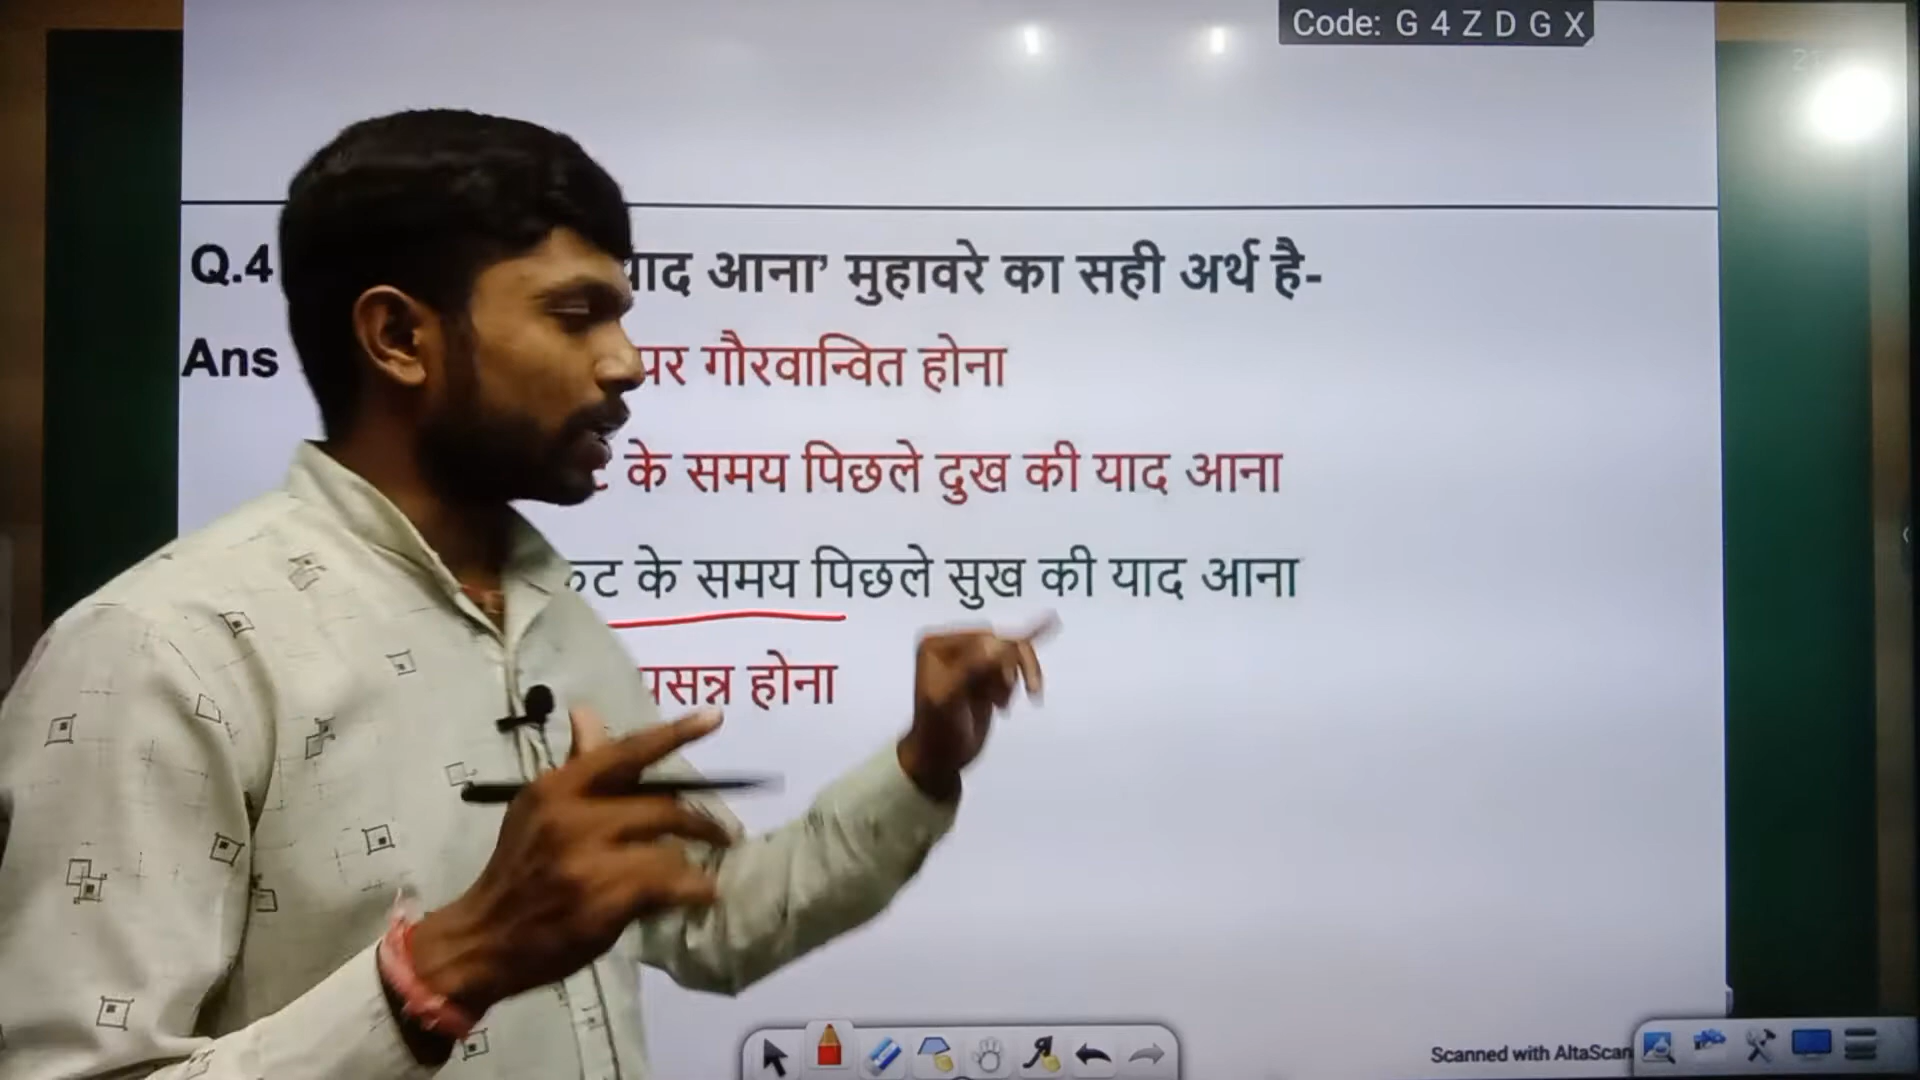 Code: G 4 Z D G X
Q.4 याद आना’ मुहावरे का सही अर्थ है-
Ans पर गौरवान्वित होना
के समय पिछले दुख की याद आना
के समय पिछले सुख की याद आना
होना
Scanned with AltaScan